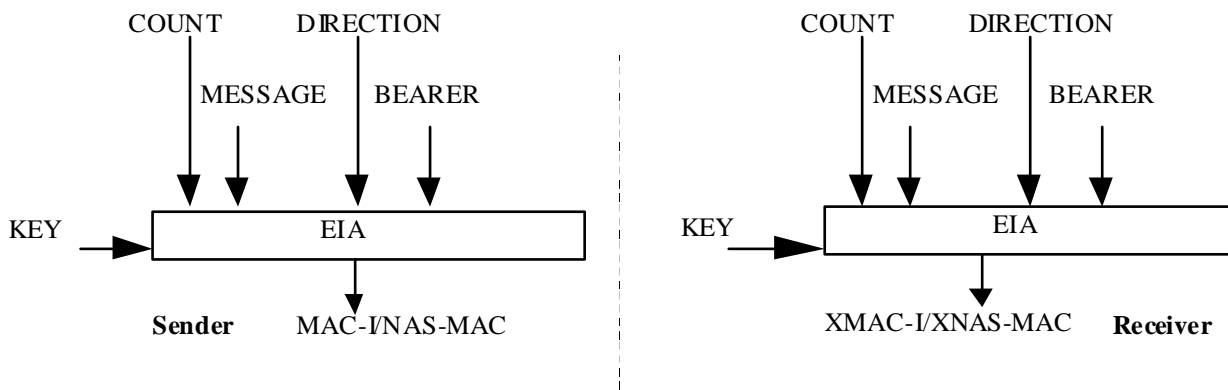 COUNT DIRECTION
MESSAGE BEARER
KEY EIA
Sender MAC-I/NAS-MAC
COUNT DIRECTION
MESSAGE BEARER
KEY EIA
XMAC-I/XNAS-MAC Receiver